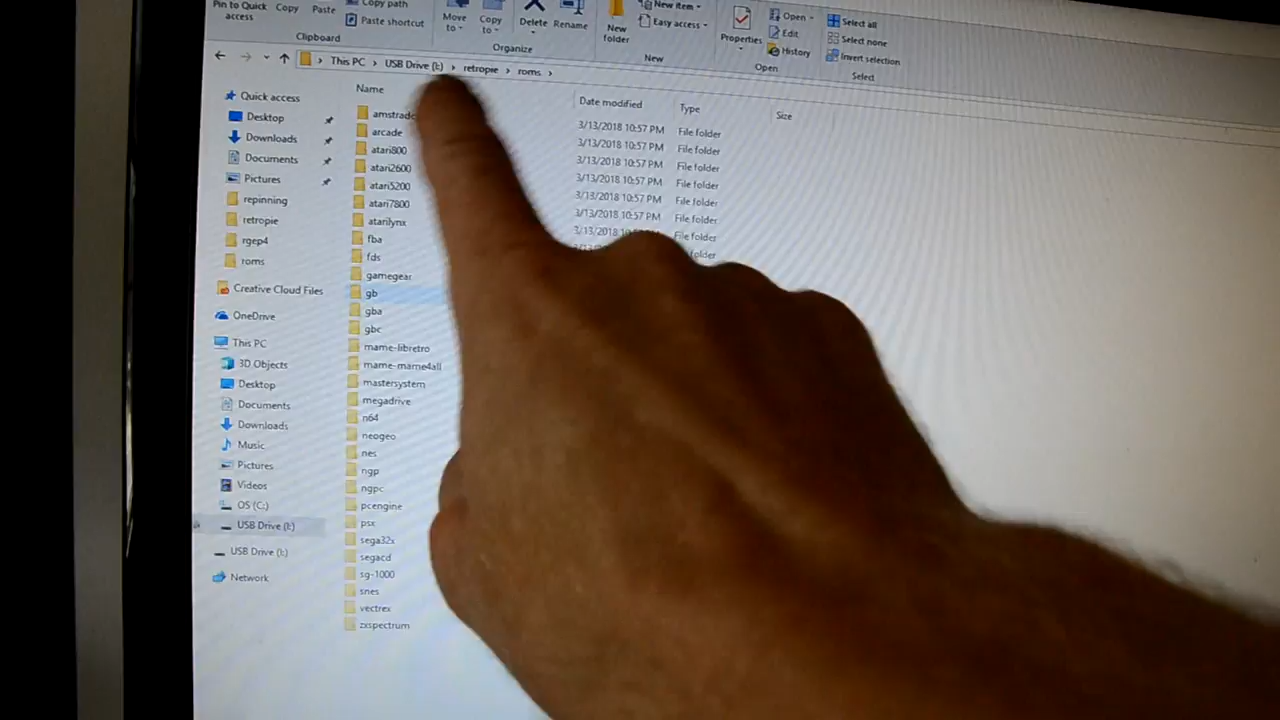 Pin to Quick access
Copy
Paste
Copy path
Paste shortcut
Clipboard
Move to
Copy to
Delete
Rename
Organize
New folder
New item
Easy access
New
Properties
Open
Edit
History
Open
Select all
Select none
Invert selection
Select
This PC > USB Drive (I:) > retropie > roms >
Name
Date modified
Type
Size
Quick access
Desktop
Downloads
Documents
Pictures
repinning
retropie
rgep4
roms
Creative Cloud Files
OneDrive
This PC
3D Objects
Desktop
Documents
Downloads
Music
Pictures
Videos
OS (C:)
USB Drive (I:)
USB Drive (I:)
Network
3/13/2018 10:57 PM File folder
arcade 3/13/2018 10:57 PM File folder
atari800 3/13/2018 10:57 PM File folder
atari2600 3/13/2018 10:57 PM File folder
atari5200 3/13/2018 10:57 PM File folder
atari7800 3/13/2018 10:57 PM File folder
atarilynx File folder
fba File folder
fds
gamegear
gb
gba
gbc
mame-libretro
mame-mame4all
mastersystem
megadrive
n64
neogeo
nes
ngp
ngpc
pcengine
psx
sega32x
segacd
sg-1000
snes
vectrex
zxspectrum